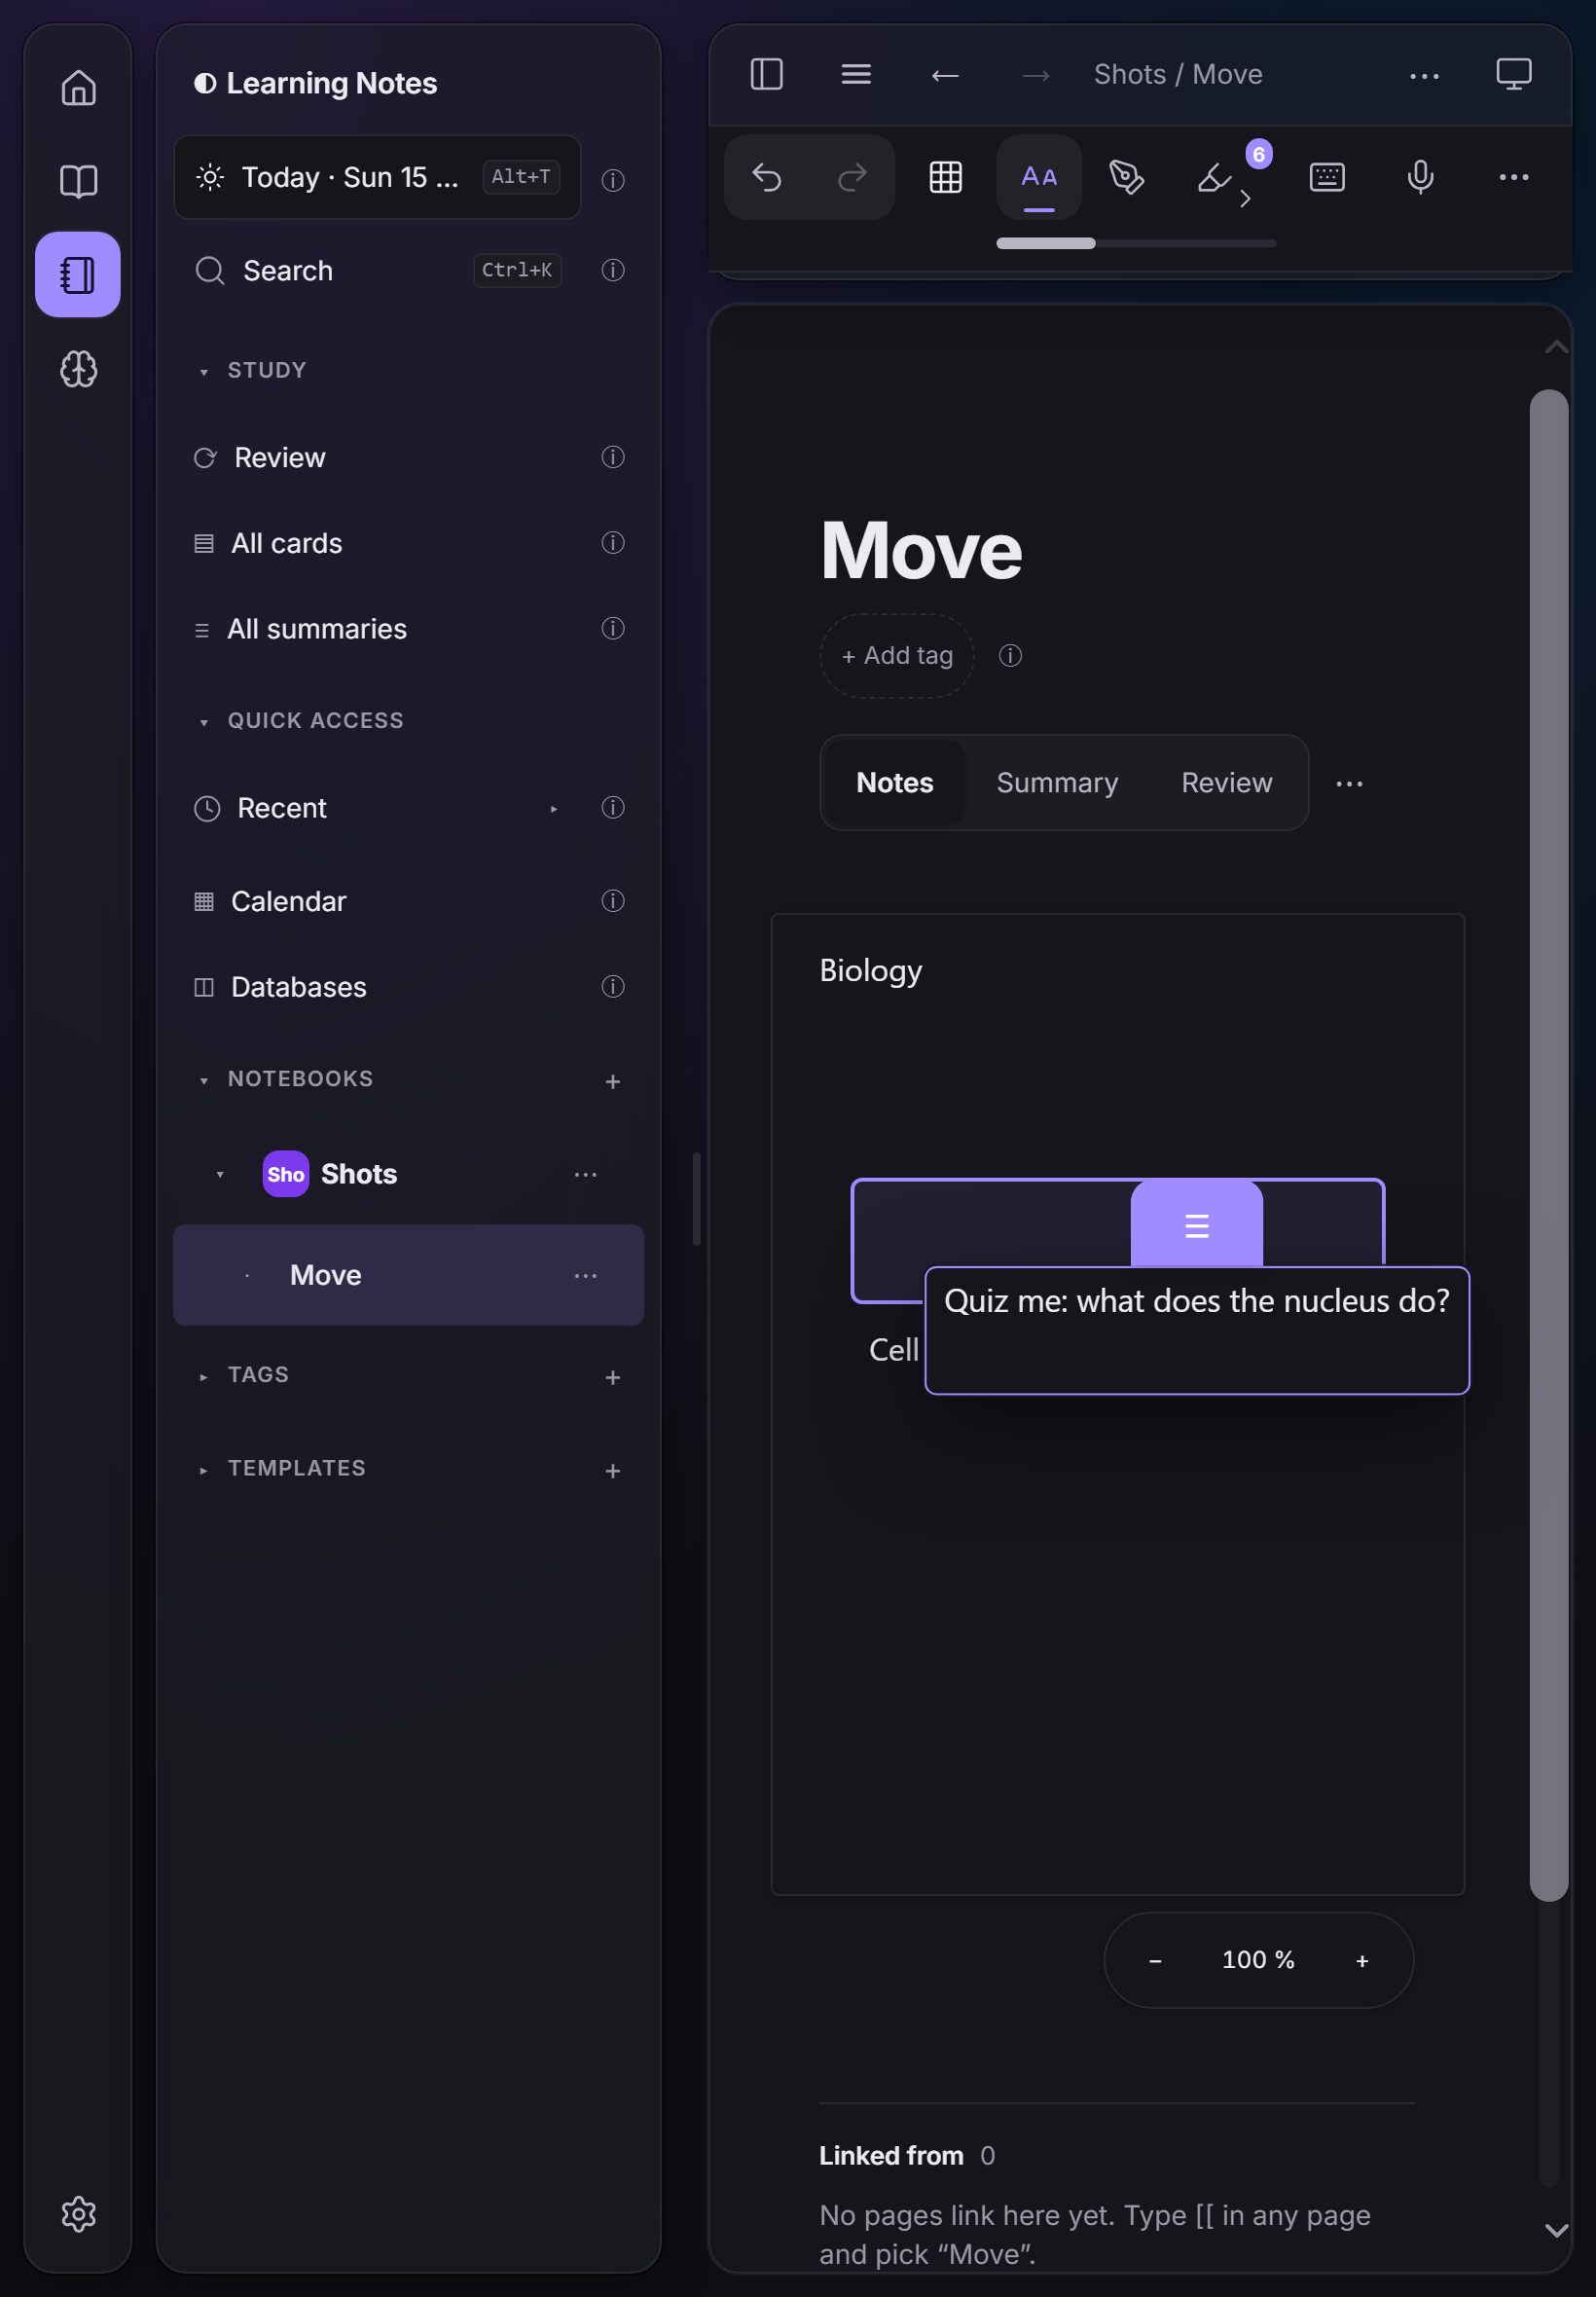 Learning Notes
Today · Sun 15 ... Alt+T
Search Ctrl+K
STUDY
Review
All cards
All summaries
QUICK ACCESS
Recent
Calendar
Databases
NOTEBOOKS
Sho Shots
Move
TAGS
TEMPLATES
Shots / Move
AA
6
Move
+ Add tag
Notes Summary Review
Biology
Quiz me: what does the nucleus do?
Cell
− 100 % +
Linked from 0
No pages link here yet. Type [[ in any page
and pick “Move”.